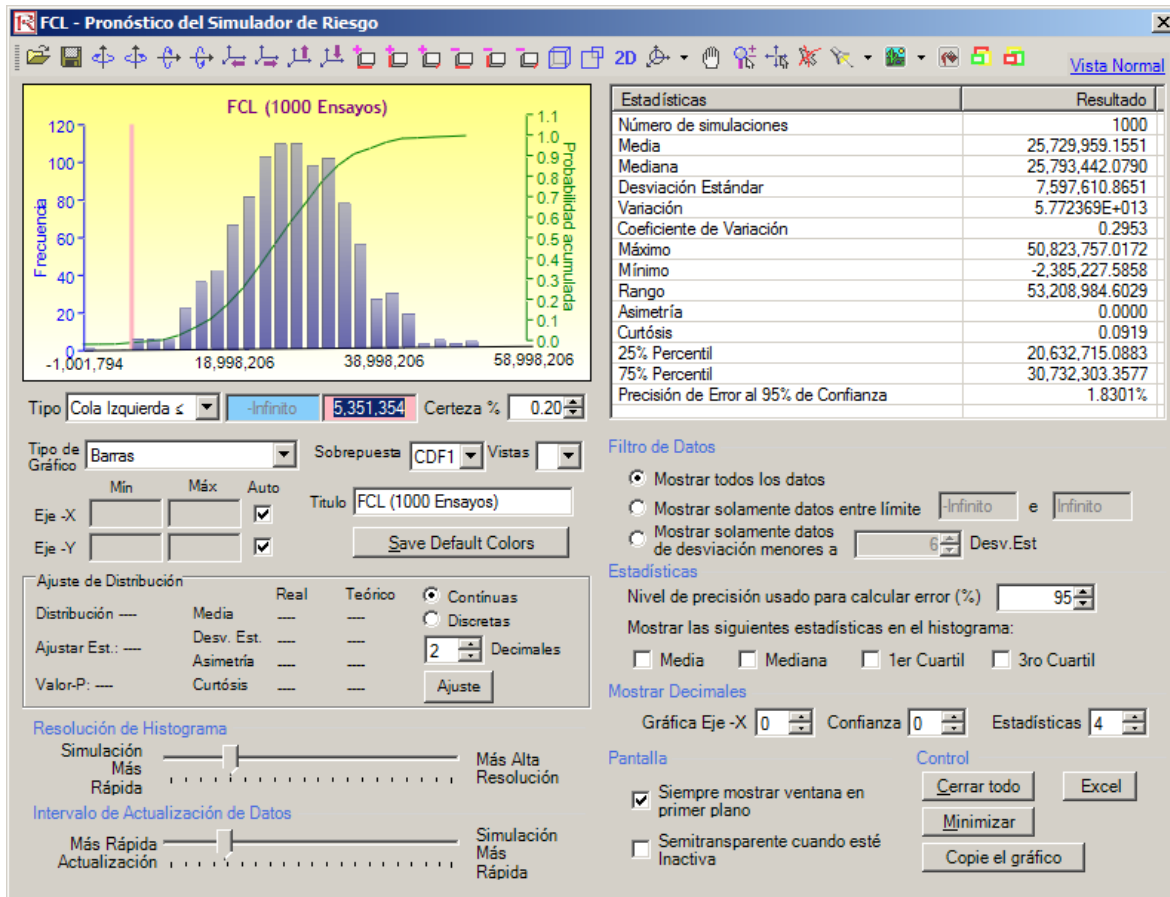 FCL - Pronóstico del Simulador de Riesgo
2D
Vista Normal
FCL (1000 Ensayos)
Frecuencia
120
100
80
60
40
20
0
1.1
1.0
0.9
0.8
0.7
0.6
0.5
0.4
0.3
0.2
0.1
0.0
Probabilidad acumulada
-1,001,794 18,998,206 38,998,206 58,998,206
Tipo Cola Izquierda ≤ -Infinito 5,351,354 Certeza % 0.20
Tipo de Gráfico Barras Sobrepuesta CDF1 Vistas
Min Máx Auto
Eje -X
Eje -Y
Titulo FCL (1000 Ensayos)
Save Default Colors
Ajuste de Distribución
Real Teórico
Distribución ---- Media ---- ----
Ajustar Est.: ---- Desv. Est. ---- ----
Asimetría ---- ----
Valor-P: ---- Curtósis ---- ----
Contínuas
Discretas
2 Decimales
Ajuste
Resolución de Histograma
Simulación Más Rápida
Más Alta Resolución
Intervalo de Actualización de Datos
Más Rápida Actualización
Simulación Más Rápida
Estadísticas Resultado
Número de simulaciones 1000
Media 25,729,959.1551
Mediana 25,793,442.0790
Desviación Estándar 7,597,610.8651
Variación 5.772369E+013
Coeficiente de Variación 0.2953
Máximo 50,823,757.0172
Mínimo -2,385,227.5858
Rango 53,208,984.6029
Asimetría 0.0000
Curtósis 0.0919
25% Percentil 20,632,715.0883
75% Percentil 30,732,303.3577
Precisión de Error al 95% de Confianza 1.8301%
Filtro de Datos
Mostrar todos los datos
Mostrar solamente datos entre límite -Infinito e Infinito
Mostrar solamente datos
de desviación menores a 6 Desv.Est
Estadísticas
Nivel de precisión usado para calcular error (%) 95
Mostrar las siguientes estadísticas en el histograma:
Media Mediana 1er Cuartil 3ro Cuartil
Mostrar Decimales
Gráfica Eje -X 0 Confianza 0 Estadísticas 4
Pantalla
Siempre mostrar ventana en
primer plano
Semitransparente cuando esté
Inactiva
Control
Cerrar todo Excel
Minimizar
Copie el gráfico